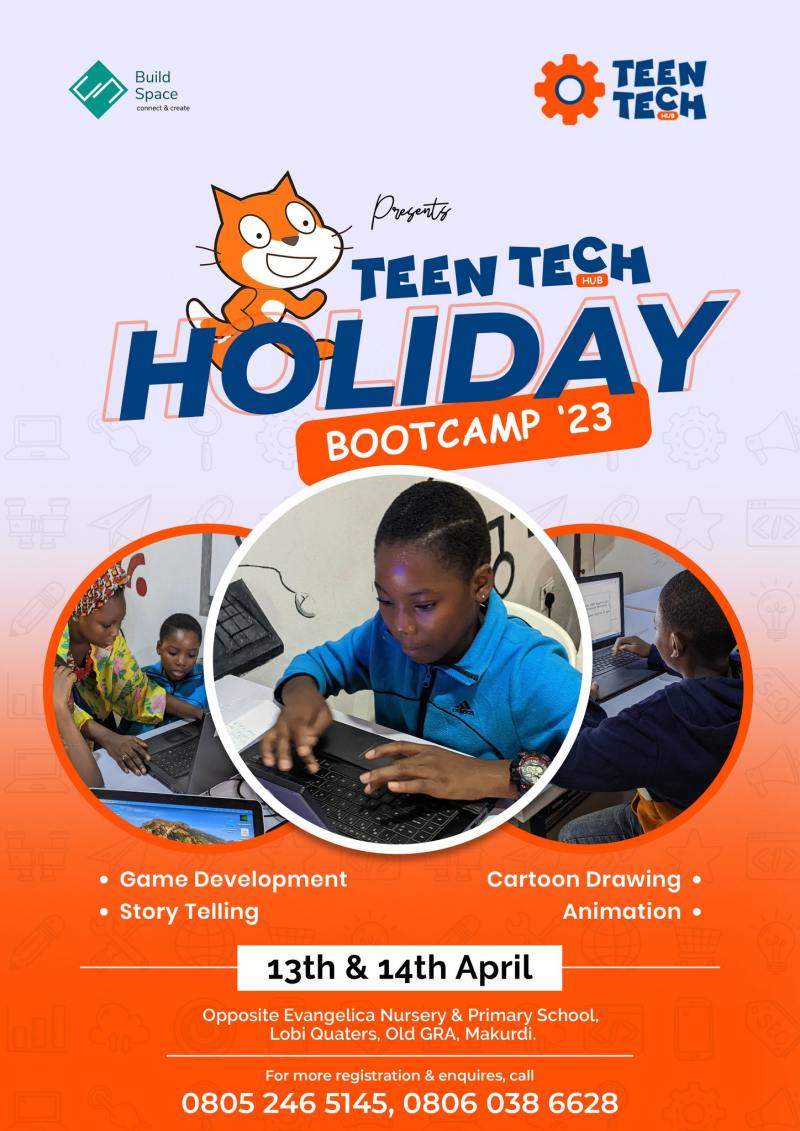 Build
Space
connect & create
TEEN
TECH
HUB
Presents
TEEN TECH
HUB
HOLIDAY
BOOTCAMP '23
• Game Development
• Story Telling
Cartoon Drawing •
Animation •
13th & 14th April
Opposite Evangelica Nursery & Primary School,
Lobi Quaters, Old GRA, Makurdi.
For more registration & enquires, call
0805 246 5145, 0806 038 6628